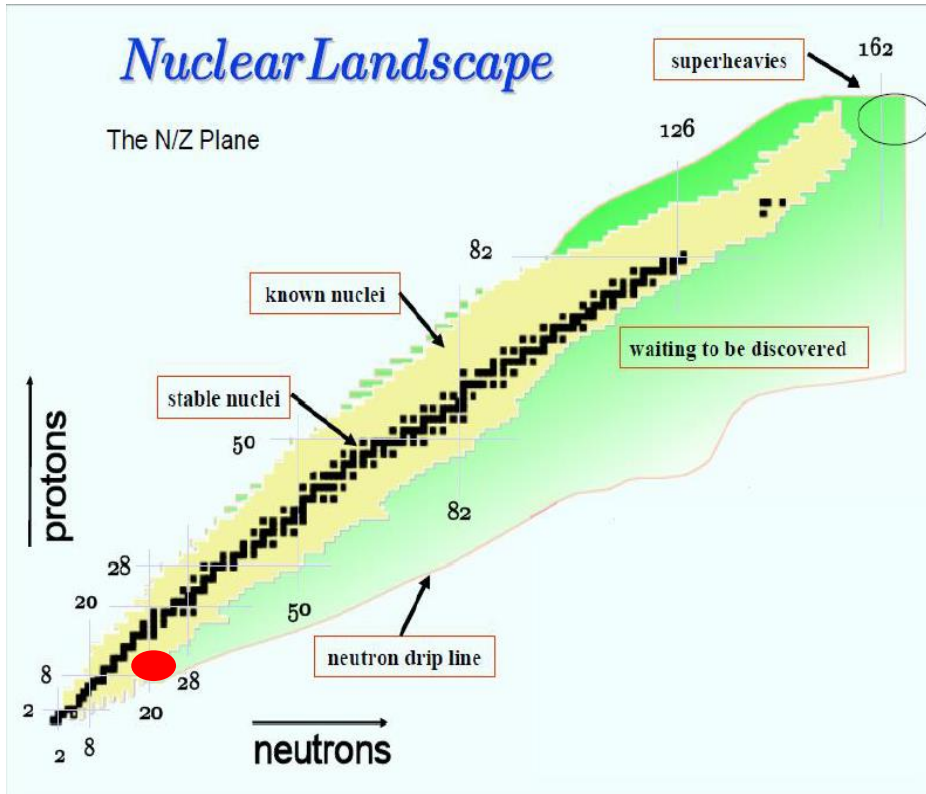 Nuclear Landscape
superheavies
162
The N/Z Plane
126
82
known nuclei
waiting to be discovered
stable nuclei
50
protons
82
28
20
50
neutron drip line
8
28
2
20
2
8
neutrons